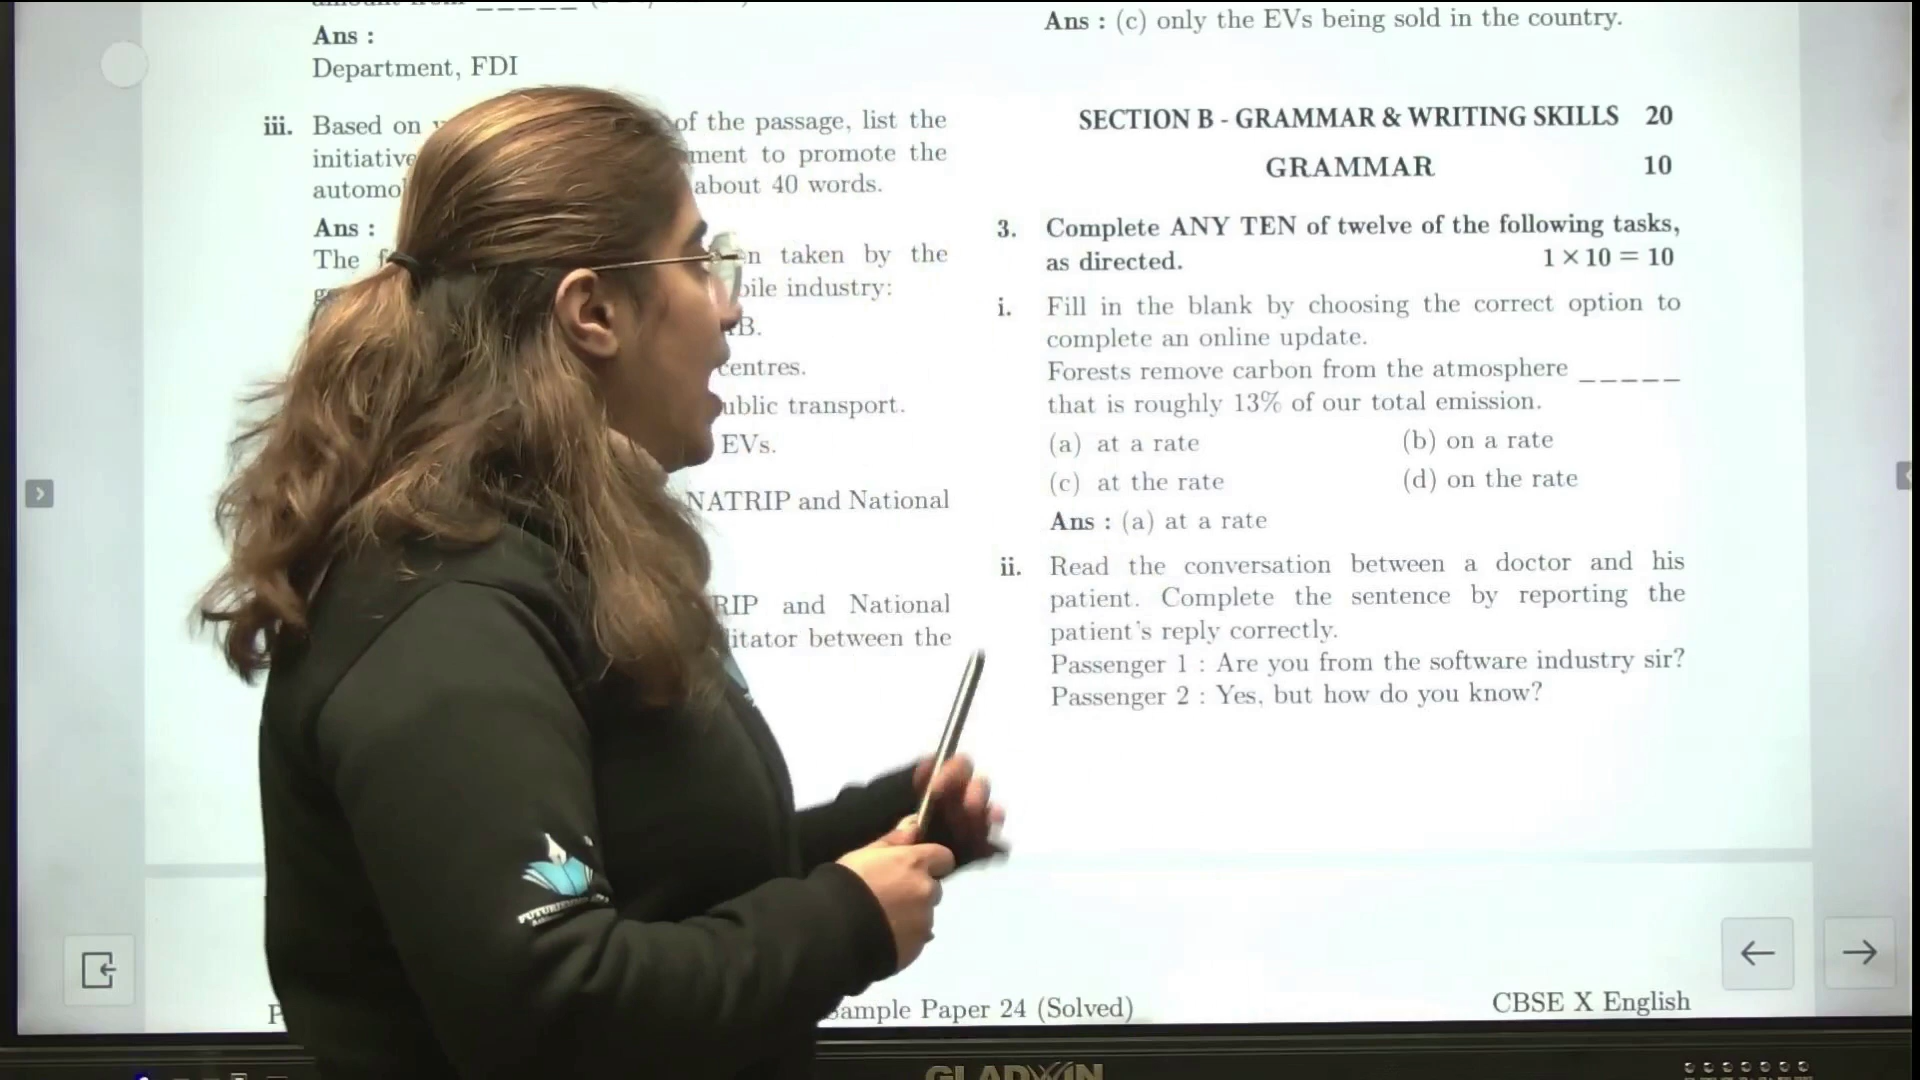 Ans :
Department, FDI
iii. Based on of the passage, list the
initiative ment to promote the
automo about 40 words.
Ans :
The f n taken by the
bile industry:
B.
centres.
ublic transport.
EVs.
NATRIP and National
RIP and National
litator between the
ample Paper 24 (Solved)
Ans : (c) only the EVs being sold in the country.
SECTION B - GRAMMAR & WRITING SKILLS 20
GRAMMAR 10
3. Complete ANY TEN of twelve of the following tasks,
as directed. 1 × 10 = 10
i. Fill in the blank by choosing the correct option to
complete an online update.
Forests remove carbon from the atmosphere _____
that is roughly 13% of our total emission.
(a) at a rate (b) on a rate
(c) at the rate (d) on the rate
Ans : (a) at a rate
ii. Read the conversation between a doctor and his
patient. Complete the sentence by reporting the
patient's reply correctly.
Passenger 1 : Are you from the software industry sir?
Passenger 2 : Yes, but how do you know?
CBSE X English
GLADWIN